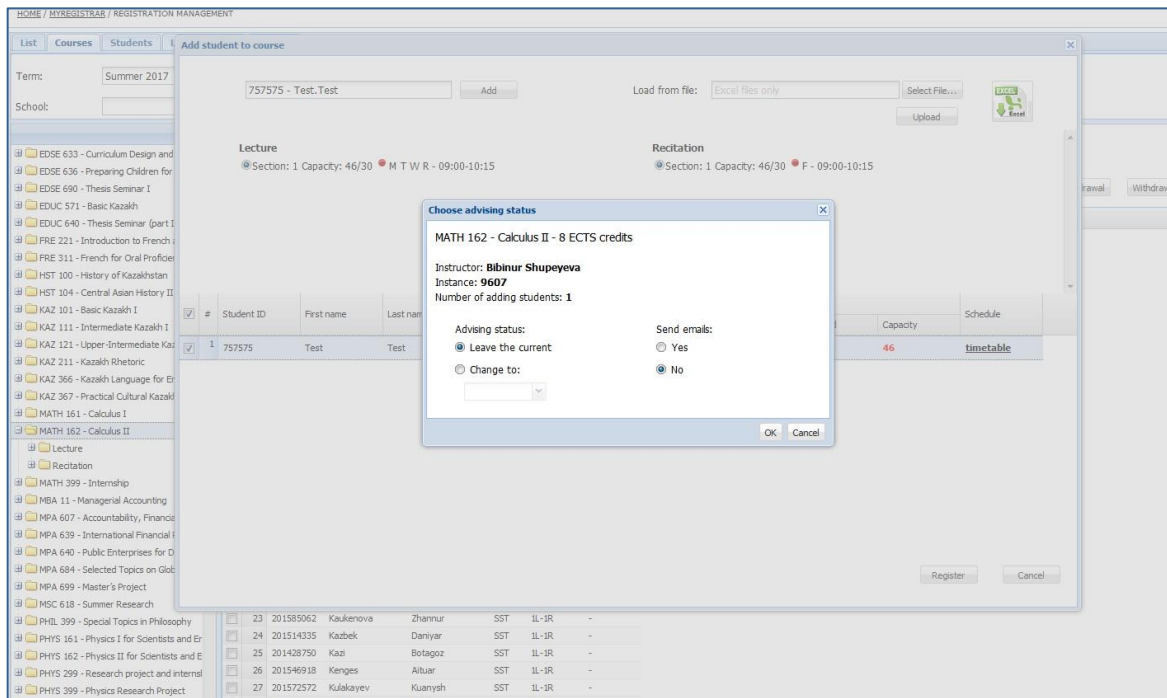 HOME / MYREGISTRAR / REGISTRATION MANAGEMENT
List Courses Students
Term: Summer 2017
School:
EDSE 633 - Curriculum Design and
EDSE 636 - Preparing Children for
EDSE 690 - Thesis Seminar I
EDUC 571 - Basic Kazakh
EDUC 640 - Thesis Seminar (part I
FRE 221 - Introduction to French
FRE 311 - French for Oral Proficie
HST 100 - History of Kazakhstan
HST 104 - Central Asian History II
KAZ 101 - Basic Kazakh I
KAZ 111 - Intermediate Kazakh I
KAZ 121 - Upper-Intermediate Kaz
KAZ 211 - Kazakh Rhetoric
KAZ 366 - Kazakh Language for
KAZ 367 - Practical Cultural Kazak
MATH 161 - Calculus I
MATH 162 - Calculus II
Lecture
Recitation
MATH 399 - Internship
MBA 11 - Managerial Accounting
MPA 607 - Accountability, Financia
MPA 639 - International Financial
MPA 640 - Public Enterprises for D
MPA 684 - Selected Topics on Glob
MPA 699 - Master's Project
MSC 618 - Summer Research
PHIL 399 - Special Topics in Philosophy
PHYS 161 - Physics I for Scientists and Er
PHYS 162 - Physics II for Scientists and E
PHYS 299 - Research project and internsl
PHYS 399 - Physics Research Project
Add student to course
757575 - Test.Test Add Load from file: Excel files only Select File...
Upload
EXCEL
Excel
Lecture Recitation
Section: 1 Capacity: 46/30 M T W R - 09:00-10:15 Section: 1 Capacity: 46/30 F - 09:00-10:15
rawal Withdraw
# Student ID First name Last nam Capacity Schedule
1 757575 Test Test 46 timetable
Choose advising status
MATH 162 - Calculus II - 8 ECTS credits
Instructor: Bibinur Shupeyeva
Instance: 9607
Number of adding students: 1
Advising status: Send emails:
Leave the current Yes
Change to: No
OK Cancel
Register Cancel
23 201585062 Kaukenova Zhannur SST 1L-1R -
24 201514335 Kazbek Daniyar SST 1L-1R -
25 201428750 Kazi Botagoz SST 1L-1R -
26 201546918 Kenges Aituar SST 1L-1R -
27 201572572 Kulakayev Kuanysh SST 1L-1R -